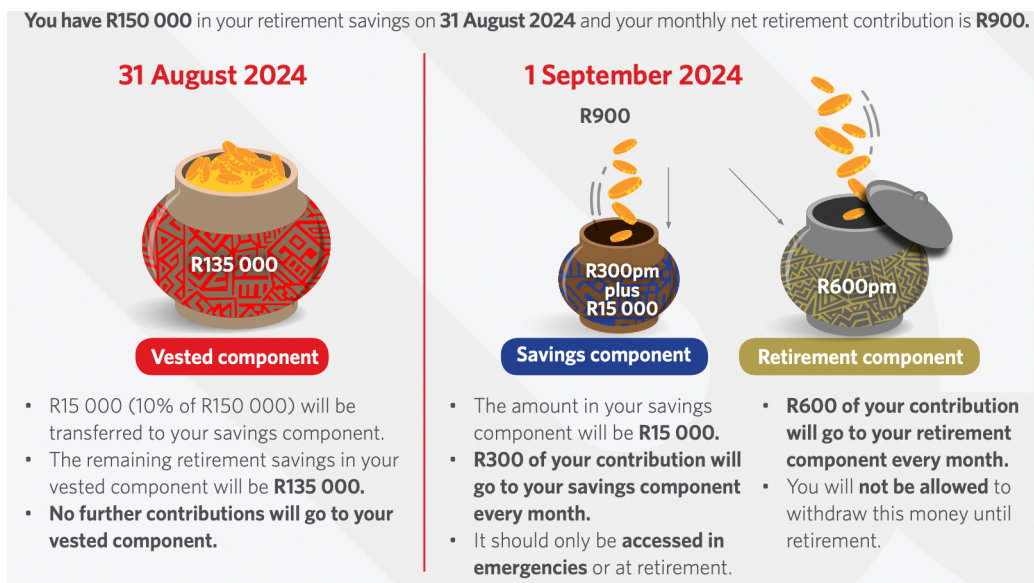 You have R150 000 in your retirement savings on 31 August 2024 and your monthly net retirement contribution is R900.
31 August 2024
R135 000
Vested component
• R15 000 (10% of R150 000) will be
transferred to your savings component.
• The remaining retirement savings in your
vested component will be R135 000.
• No further contributions will go to your
vested component.
1 September 2024
R900
R300pm
plus
R15 000
Savings component
• The amount in your savings
component will be R15 000.
• R300 of your contribution will
go to your savings component
every month.
• It should only be accessed in
emergencies or at retirement.
R600pm
Retirement component
• R600 of your contribution
will go to your retirement
component every month.
• You will not be allowed to
withdraw this money until
retirement.